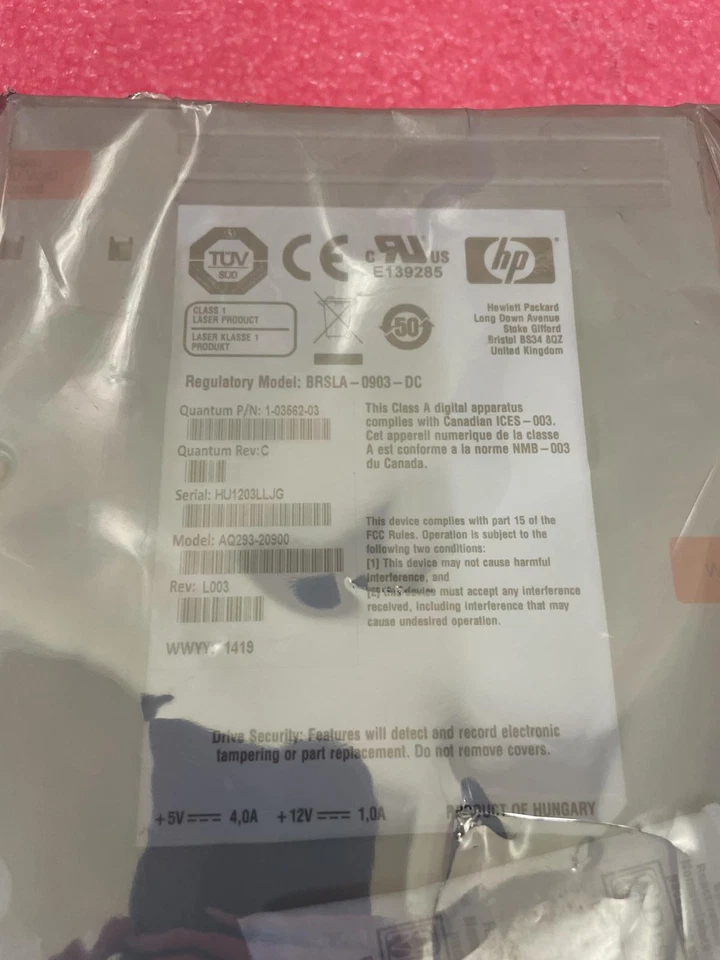 TÜV
SÜD
CE
C UR US
E139285
hp
CLASS 1
LASER PRODUCT
LASER KLASSE 1
PRODUKT
50
Hewlett Packard
Long Down Avenue
Stoke Gifford
Bristol BS34 8QZ
United Kingdom
Regulatory Model: BRSLA-0903-DC
Quantum P/N: 1-03562-03
Quantum Rev:C
Serial: HU1203LLJG
Model: AQ293-20900
Rev: L003
WWYY: 1419
This Class A digital apparatus
complies with Canadian ICES-003.
Cet appareil numerique de la classe
A est conforme a la norme NMB-003
du Canada.
This device complies with part 15 of the
FCC Rules. Operation is subject to the
following two conditions:
[1] This device may not cause harmful
interference, and
[2] this device must accept any interference
received, including interference that may
cause undesired operation.
Drive Security: Features will detect and record electronic
tampering or part replacement. Do not remove covers.
+5V 4,0A +12V 1,0A
PRODUCT OF HUNGARY